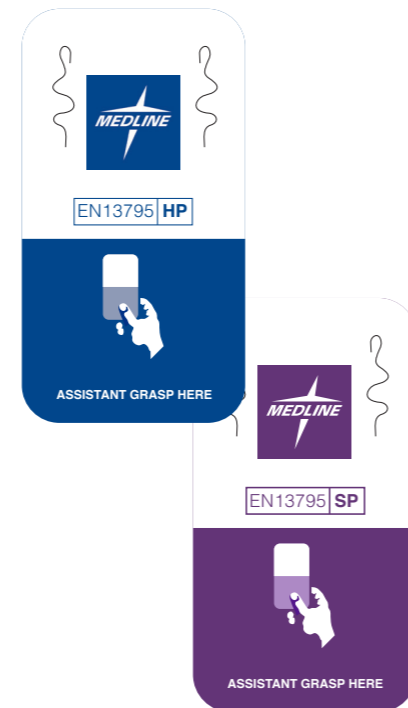 MEDLINE
EN13795 HP
ASSISTANT GRASP HERE
MEDLINE
EN13795 SP
ASSISTANT GRASP HERE